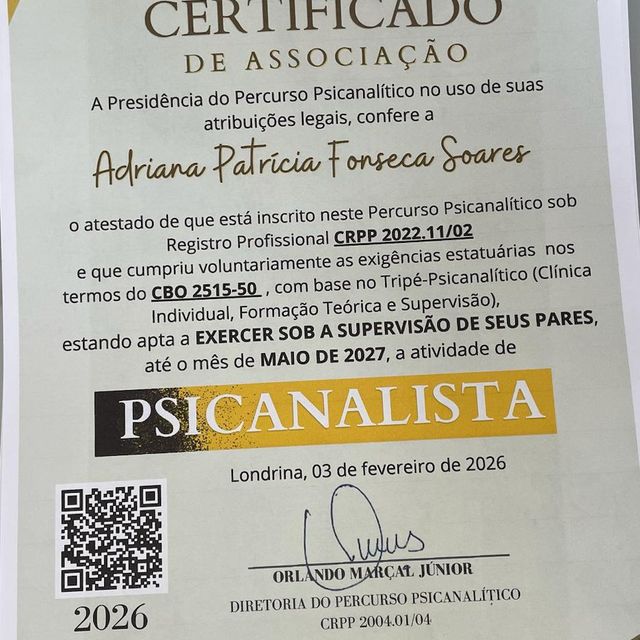 CERTIFICADO
DE ASSOCIAÇÃO
A Presidência do Percurso Psicanalítico no uso de suas
atribuições legais, confere a
Adriana Patrícia Fonseca Soares
o atestado de que está inscrito neste Percurso Psicanalítico sob
Registro Profissional CRPP 2022.11/02
e que cumpriu voluntariamente as exigências estatuárias nos
termos do CBO 2515-50 , com base no Tripé-Psicanalítico (Clínica
Individual, Formação Teórica e Supervisão),
estando apta a EXERCER SOB A SUPERVISÃO DE SEUS PARES,
até o mês de MAIO DE 2027, a atividade de
PSICANALISTA
Londrina, 03 de fevereiro de 2026
ORLANDO MARÇAL JÚNIOR
DIRETORIA DO PERCURSO PSICANALÍTICO
CRPP 2004.01/04
2026